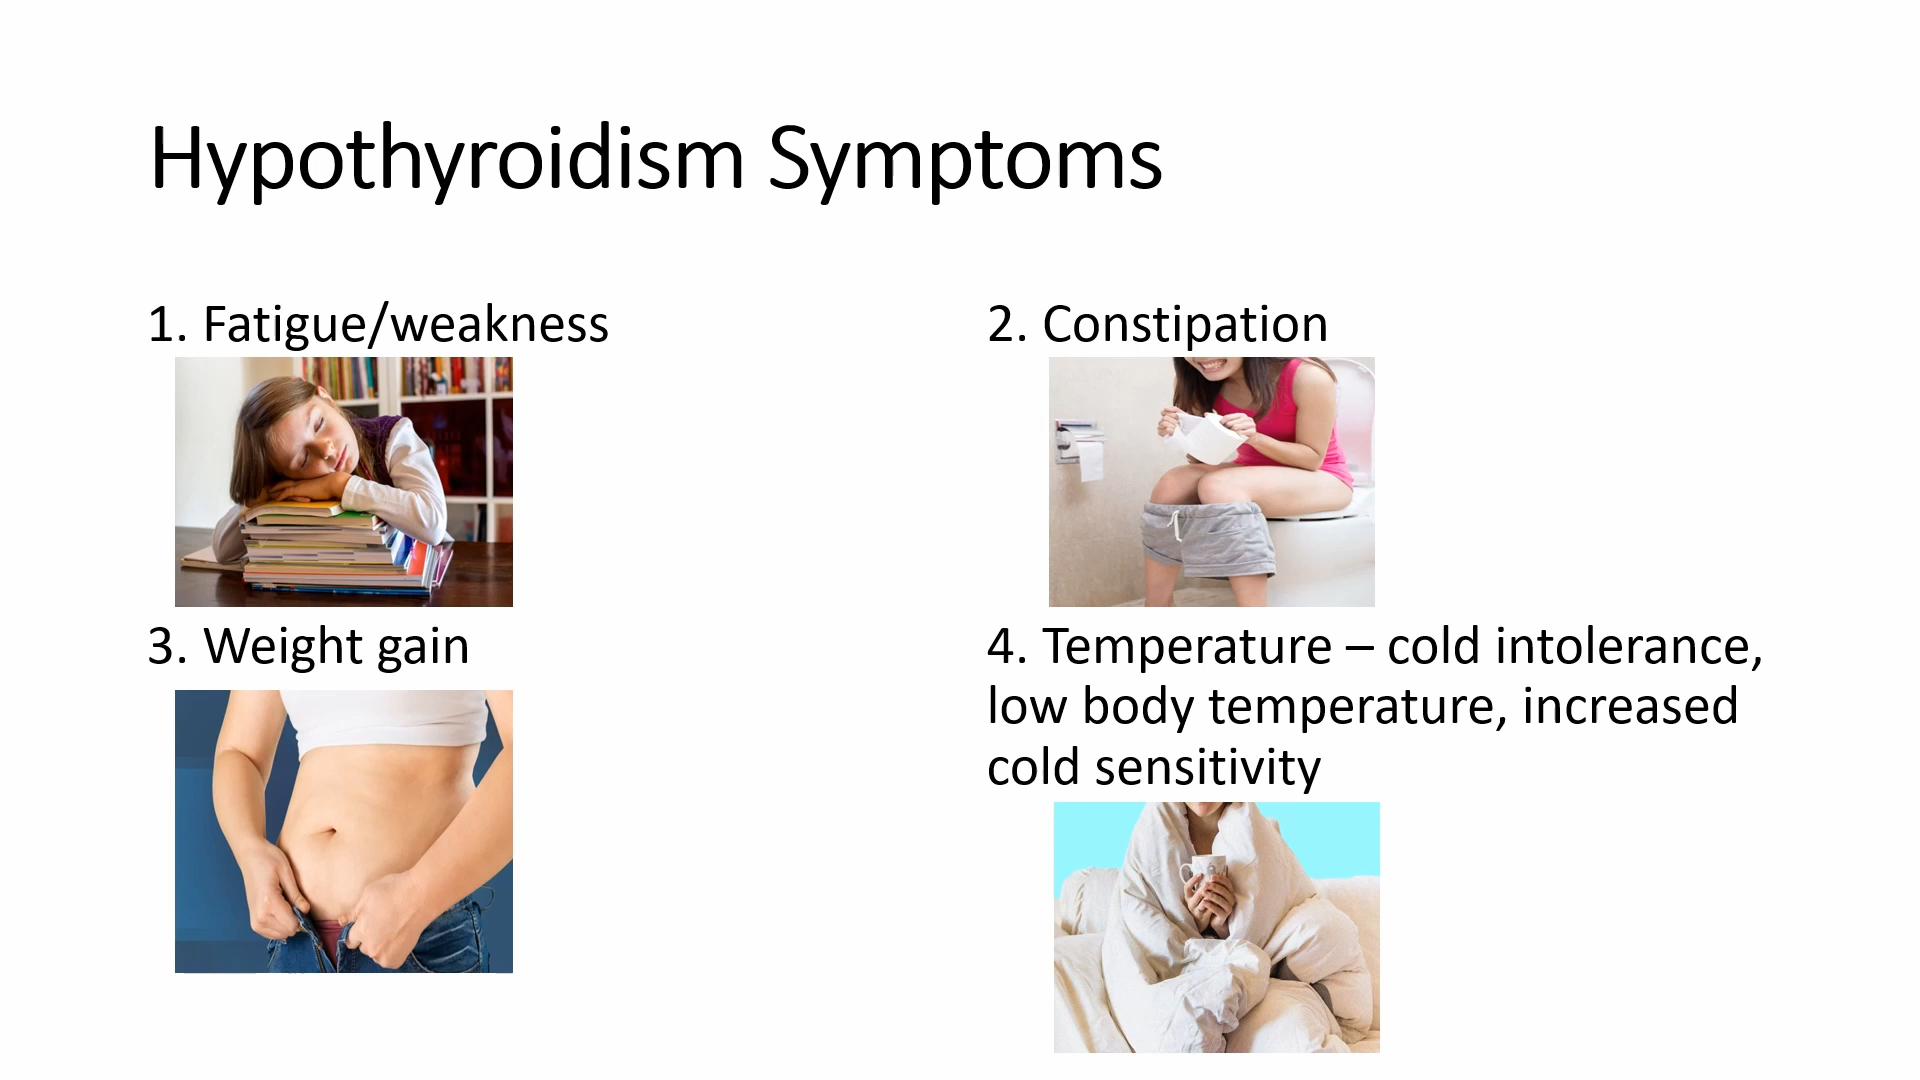 Hypothyroidism Symptoms
1. Fatigue/weakness
2. Constipation
3. Weight gain
4. Temperature – cold intolerance,
low body temperature, increased
cold sensitivity